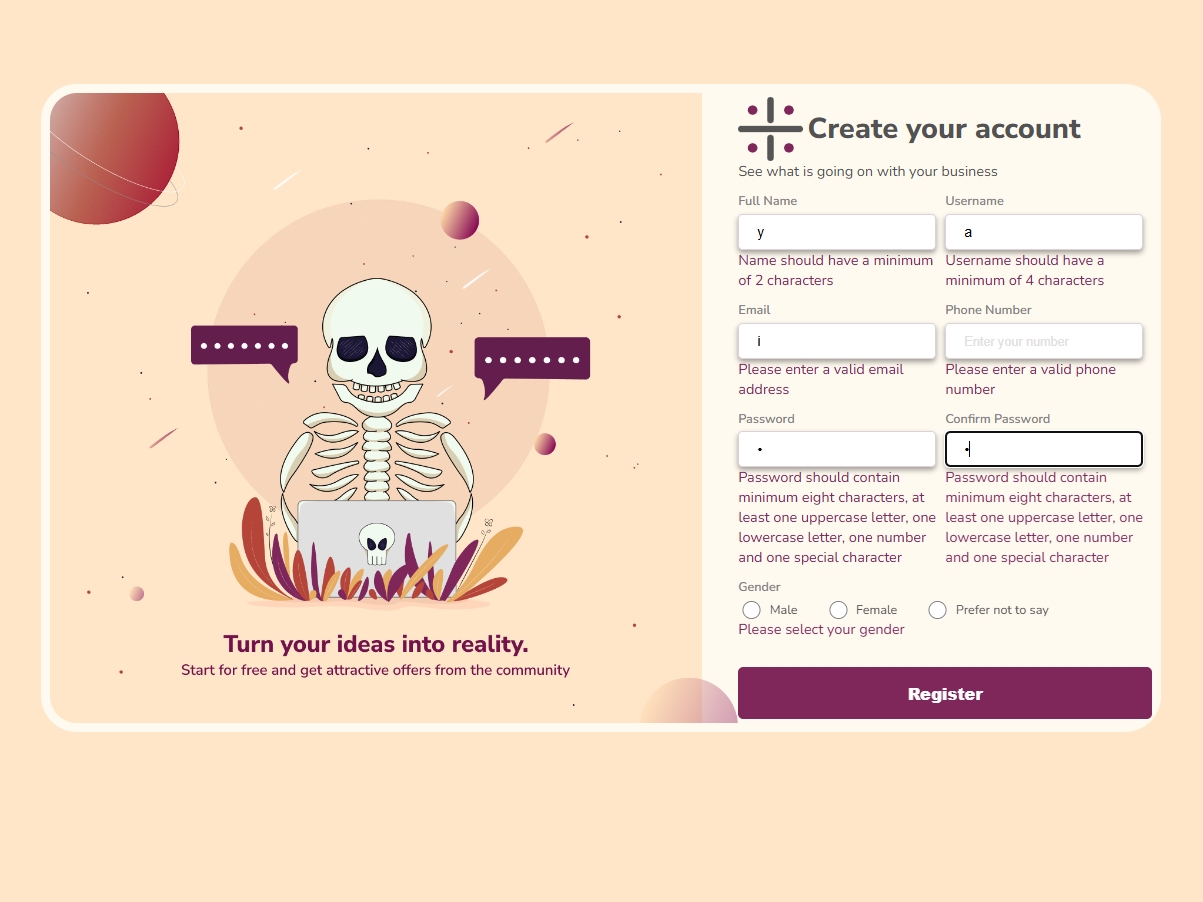 Create your account
See what is going on with your business
Full Name
Username
y
a
Name should have a minimum
of 2 characters
Username should have a
minimum of 4 characters
Email
Phone Number
i
Enter your number
Please enter a valid email
address
Please enter a valid phone
number
Password
Confirm Password
Password should contain
minimum eight characters, at
least one uppercase letter, one
lowercase letter, one number
and one special character
Password should contain
minimum eight characters, at
least one uppercase letter, one
lowercase letter, one number
and one special character
Gender
Male
Female
Prefer not to say
Please select your gender
Register
Turn your ideas into reality.
Start for free and get attractive offers from the community